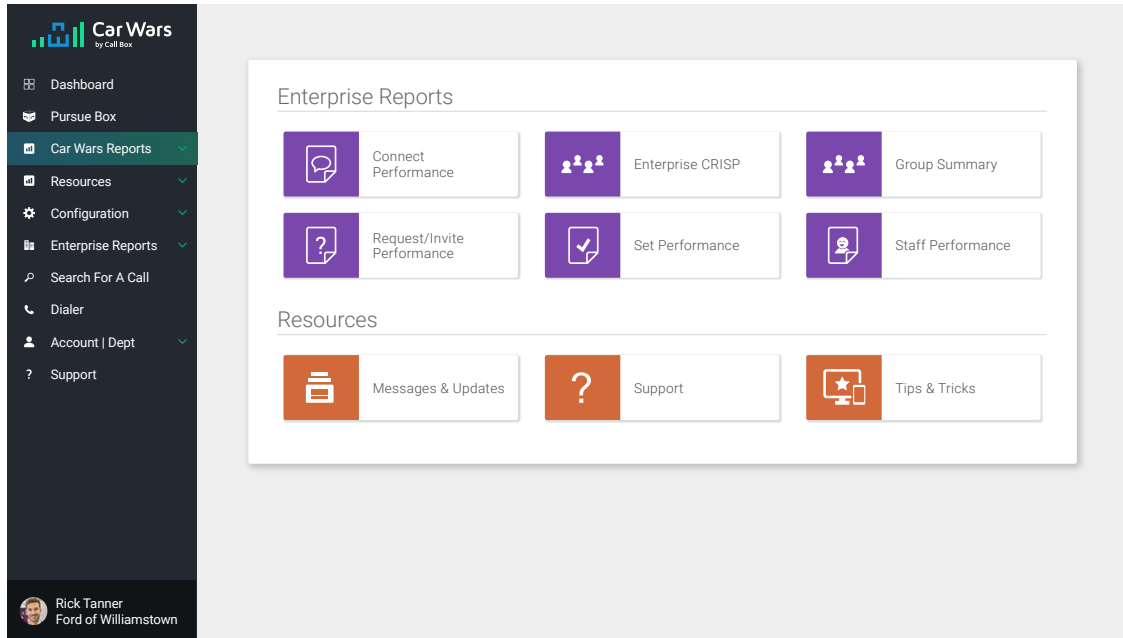 Car Wars
by Call Box
Dashboard
Pursue Box
Car Wars Reports
Resources
Configuration
Enterprise Reports
Search For A Call
Dialer
Account | Dept
? Support
Rick Tanner
Ford of Williamstown
Enterprise Reports
Connect
Performance
Enterprise CRISP
Group Summary
?
Request/Invite
Performance
Set Performance
Staff Performance
Resources
Messages & Updates
?
Support
Tips & Tricks